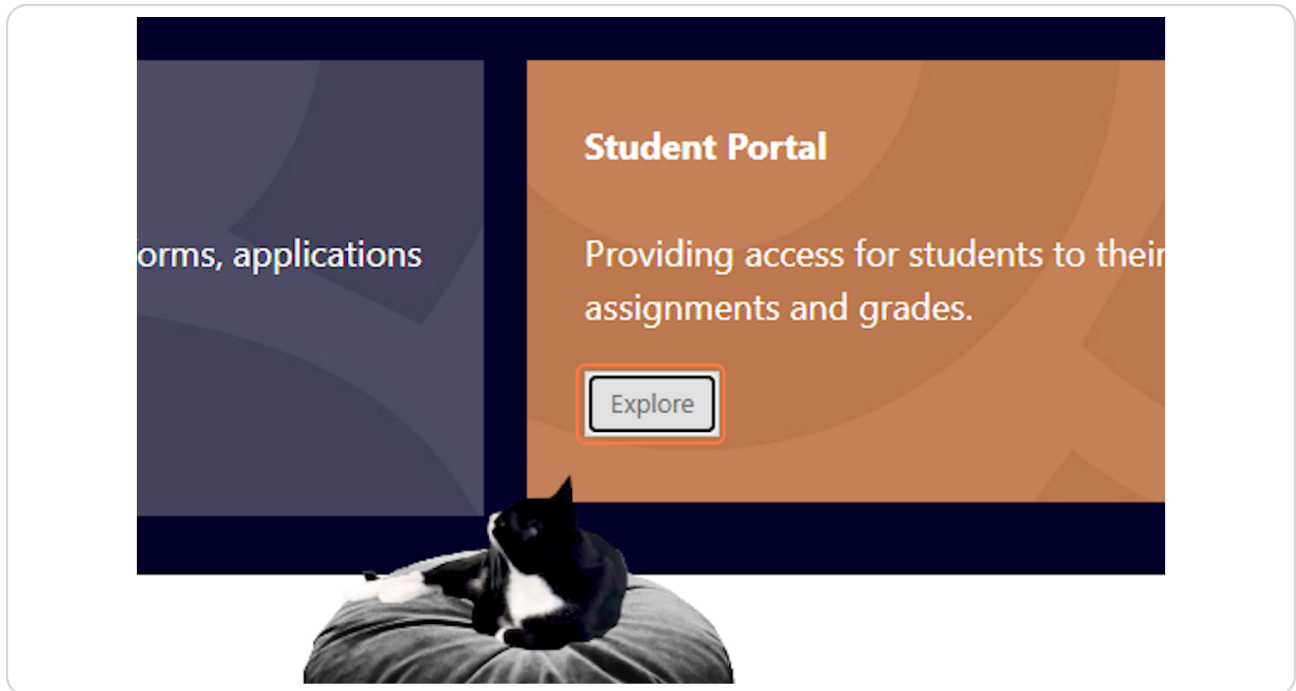 orms, applications
Student Portal
Providing access for students to their
assignments and grades.
Explore